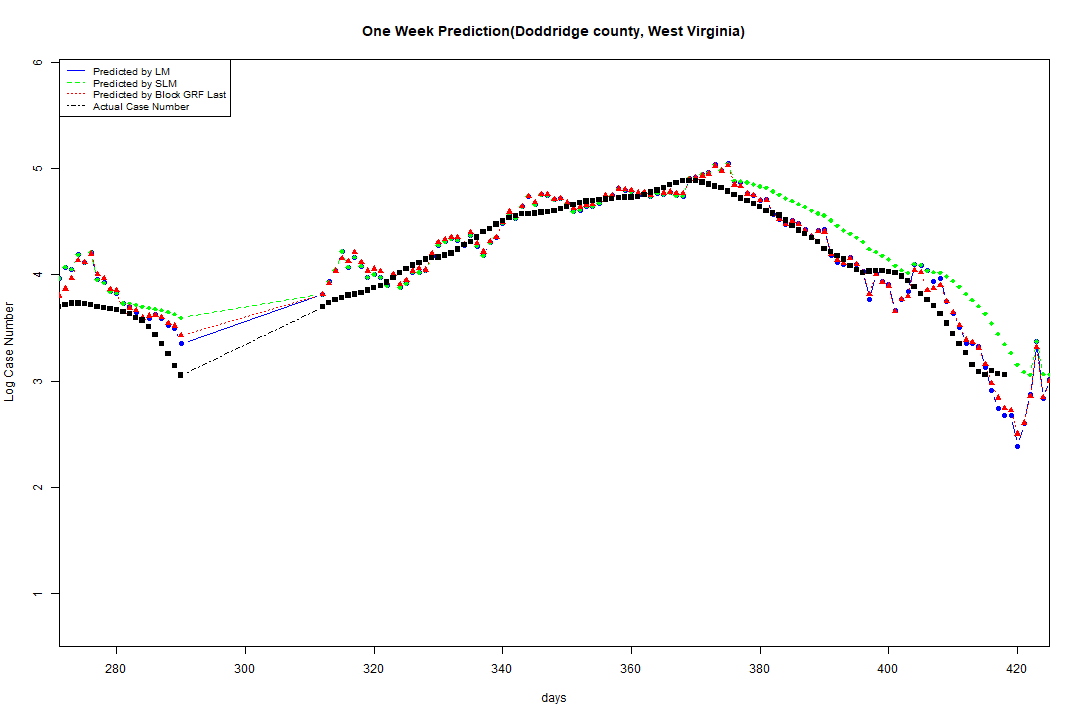 One Week Prediction(Doddridge county, West Virginia)
Predicted by LM
Predicted by SLM
Predicted by Block GRF Last
Actual Case Number
Log Case Number
6
5
4
3
2
1
280 300 320 340 360 380 400 420
days